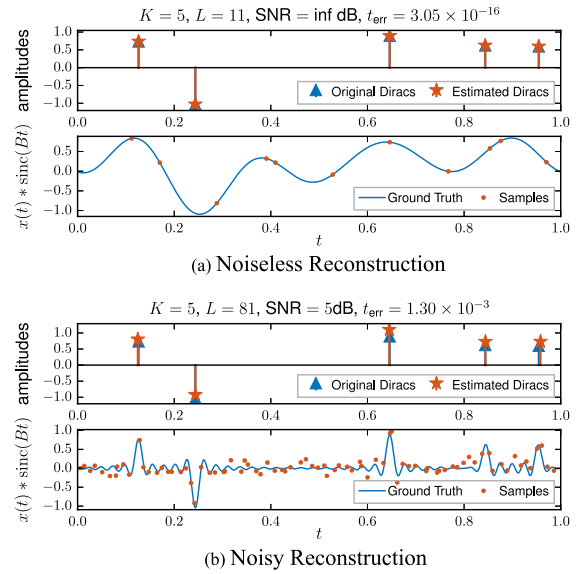 K = 5, L = 11, SNR = inf dB, t_err = 3.05 × 10^−16
amplitudes
1.0
0.5
0.0
−0.5
−1.0
0.0 0.2 0.4 0.6 0.8 1.0
Original Diracs Estimated Diracs
x(t) * sinc(Bt)
0.5
0.0
−0.5
−1.0
Ground Truth Samples
0.0 0.2 0.4 0.6 0.8 1.0
t
(a) Noiseless Reconstruction
K = 5, L = 81, SNR = 5dB, t_err = 1.30 × 10^−3
amplitudes
1.0
0.5
0.0
−0.5
−1.0
Original Diracs Estimated Diracs
0.0 0.2 0.4 0.6 0.8 1.0
x(t) * sinc(Bt)
0.5
0.0
−0.5
−1.0
Ground Truth Samples
0.0 0.2 0.4 0.6 0.8 1.0
t
(b) Noisy Reconstruction